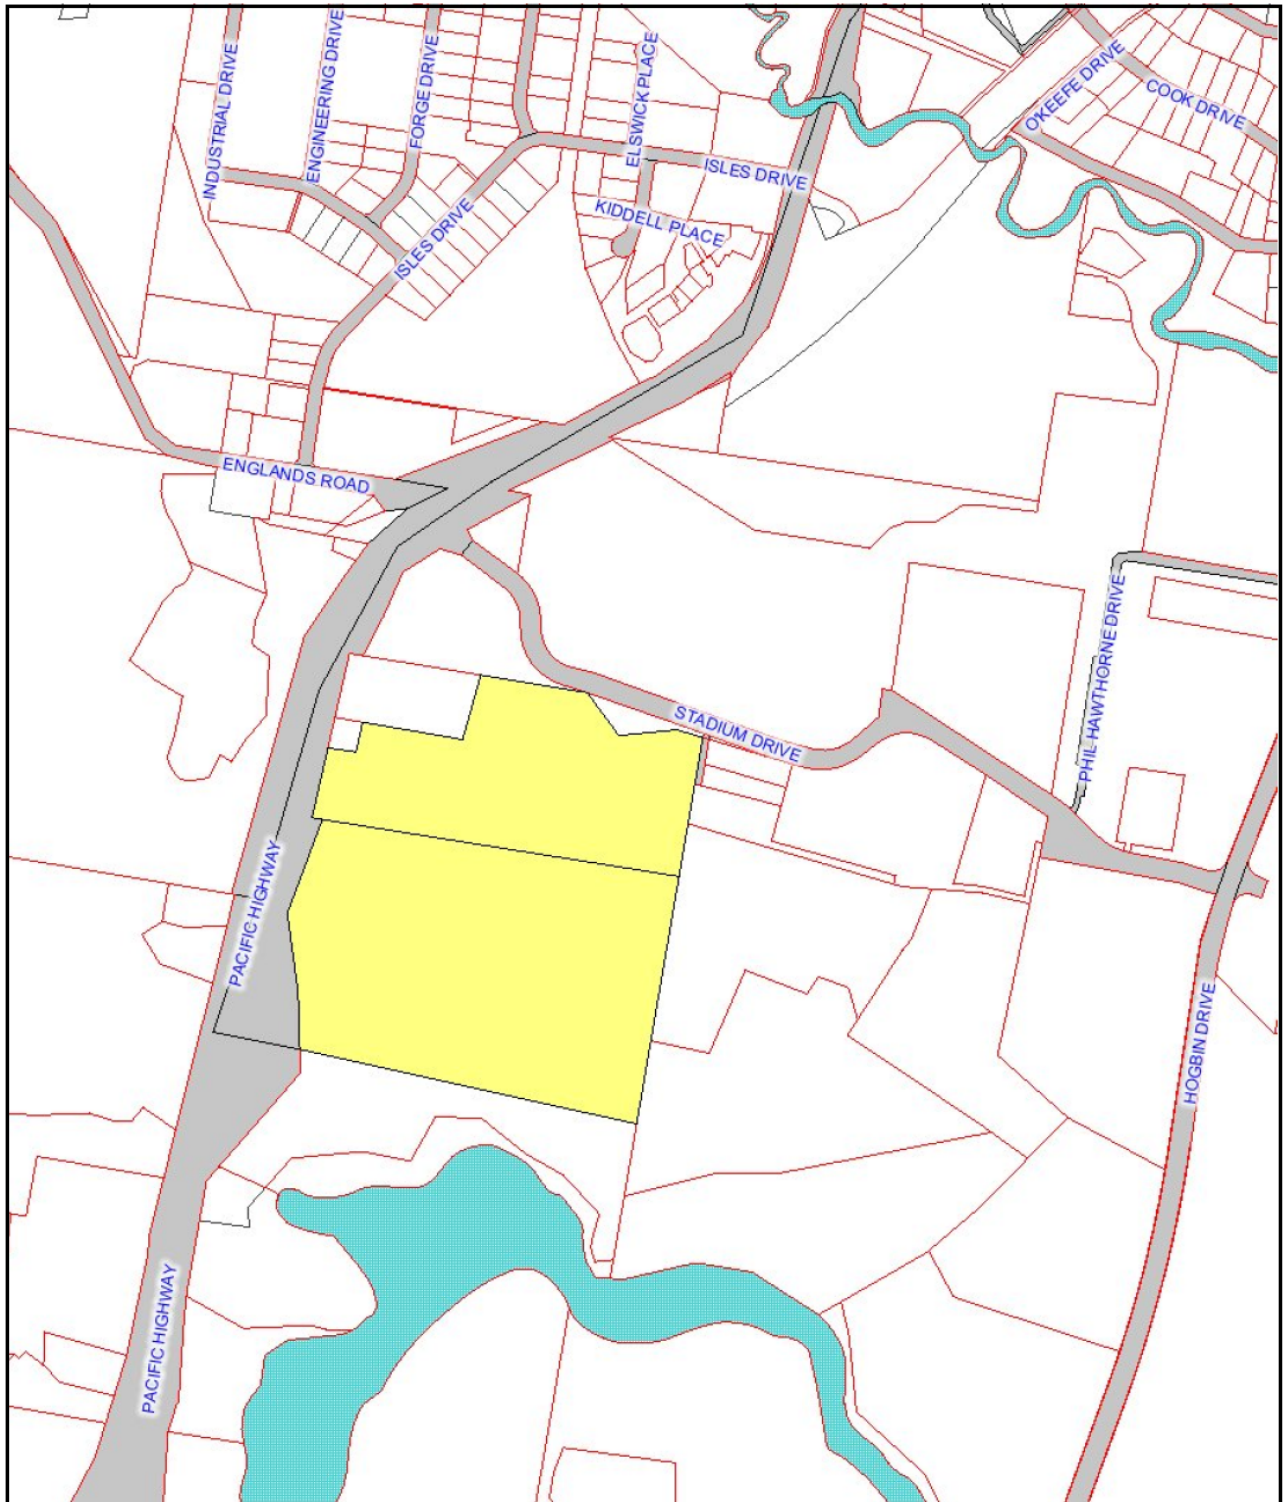 INDUSTRIAL DRIVE
ENGINEERING DRIVE
FORGE DRIVE
ELSWICK PLACE
OKEEFE DRIVE
COOK DRIVE
ISLES DRIVE
KIDDELL PLACE
ISLES DRIVE
ENGLANDS ROAD
PHIL HAWTHORNE DRIVE
STADIUM DRIVE
PACIFIC HIGHWAY
HOGBIN DRIVE
PACIFIC HIGHWAY